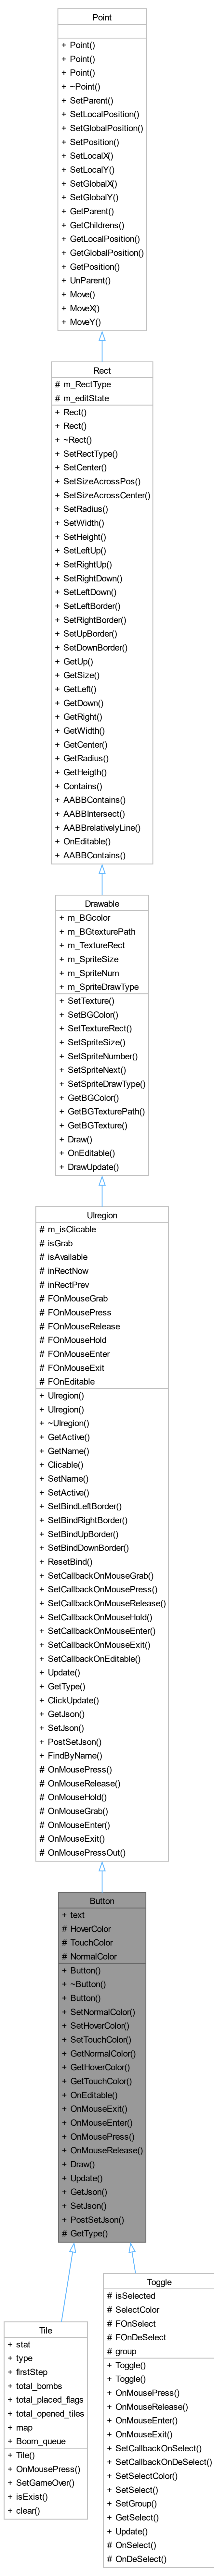 Point
+ Point()
+ Point()
+ Point()
+ ~Point()
+ SetParent()
+ SetLocalPosition()
+ SetGlobalPosition()
+ SetPosition()
+ SetLocalX()
+ SetLocalY()
+ SetGlobalX()
+ SetGlobalY()
+ GetParent()
+ GetChildrens()
+ GetLocalPosition()
+ GetGlobalPosition()
+ GetPosition()
+ UnParent()
+ Move()
+ MoveX()
+ MoveY()
Rect
# m_RectType
# m_editState
+ Rect()
+ Rect()
+ ~Rect()
+ SetRectType()
+ SetCenter()
+ SetSizeAcrossPos()
+ SetSizeAcrossCenter()
+ SetRadius()
+ SetWidth()
+ SetHeight()
+ SetLeftUp()
+ SetRightUp()
+ SetRightDown()
+ SetLeftDown()
+ SetLeftBorder()
+ SetRightBorder()
+ SetUpBorder()
+ SetDownBorder()
+ GetUp()
+ GetSize()
+ GetLeft()
+ GetDown()
+ GetRight()
+ GetWidth()
+ GetCenter()
+ GetRadius()
+ GetHeigth()
+ Contains()
+ AABBContains()
+ AABBIntersect()
+ AABBrelativelyLine()
+ OnEditable()
+ AABBContains()
Drawable
+ m_BGcolor
+ m_BGtexturePath
+ m_TextureRect
+ m_SpriteSize
+ m_SpriteNum
+ m_SpriteDrawType
+ SetTexture()
+ SetBGColor()
+ SetTextureRect()
+ SetSpriteSize()
+ SetSpriteNumber()
+ SetSpriteNext()
+ SetSpriteDrawType()
+ GetBGColor()
+ GetBGTexturePath()
+ GetBGTexture()
+ Draw()
+ OnEditable()
+ DrawUpdate()
UIregion
# m_isClicable
# isGrab
# isAvailable
# inRectNow
# inRectPrev
# FOnMouseGrab
# FOnMousePress
# FOnMouseRelease
# FOnMouseHold
# FOnMouseEnter
# FOnMouseExit
# FOnEditable
+ UIregion()
+ UIregion()
+ ~UIregion()
+ GetActive()
+ GetName()
+ Clicable()
+ SetName()
+ SetActive()
+ SetBindLeftBorder()
+ SetBindRightBorder()
+ SetBindUpBorder()
+ SetBindDownBorder()
+ ResetBind()
+ SetCallbackOnMouseGrab()
+ SetCallbackOnMousePress()
+ SetCallbackOnMouseRelease()
+ SetCallbackOnMouseHold()
+ SetCallbackOnMouseEnter()
+ SetCallbackOnMouseExit()
+ SetCallbackOnEditable()
+ Update()
+ GetType()
+ ClickUpdate()
+ GetJson()
+ SetJson()
+ PostSetJson()
+ FindByName()
# OnMousePress()
# OnMouseRelease()
# OnMouseHold()
# OnMouseGrab()
# OnMouseEnter()
# OnMouseExit()
# OnMousePressOut()
Button
+ text
# HoverColor
# TouchColor
# NormalColor
+ Button()
+ ~Button()
+ Button()
+ SetNormalColor()
+ SetHoverColor()
+ SetTouchColor()
+ GetNormalColor()
+ GetHoverColor()
+ GetTouchColor()
+ OnEditable()
+ OnMouseExit()
+ OnMouseEnter()
+ OnMousePress()
+ OnMouseRelease()
+ Draw()
+ Update()
+ GetJson()
+ SetJson()
+ PostSetJson()
# GetType()
Tile
+ stat
+ type
+ firstStep
+ total_bombs
+ total_placed_flags
+ total_opened_tiles
+ map
+ Boom_queue
+ Tile()
+ OnMousePress()
+ SetGameOver()
+ isExist()
+ clear()
Toggle
# isSelected
# SelectColor
# FOnSelect
# FOnDeSelect
# group
+ Toggle()
+ Toggle()
+ OnMousePress()
+ OnMouseRelease()
+ OnMouseEnter()
+ OnMouseExit()
+ SetCallbackOnSelect()
+ SetCallbackOnDeSelect()
+ SetSelectColor()
+ SetSelect()
+ SetGroup()
+ GetSelect()
+ Update()
# OnSelect()
# OnDeSelect()